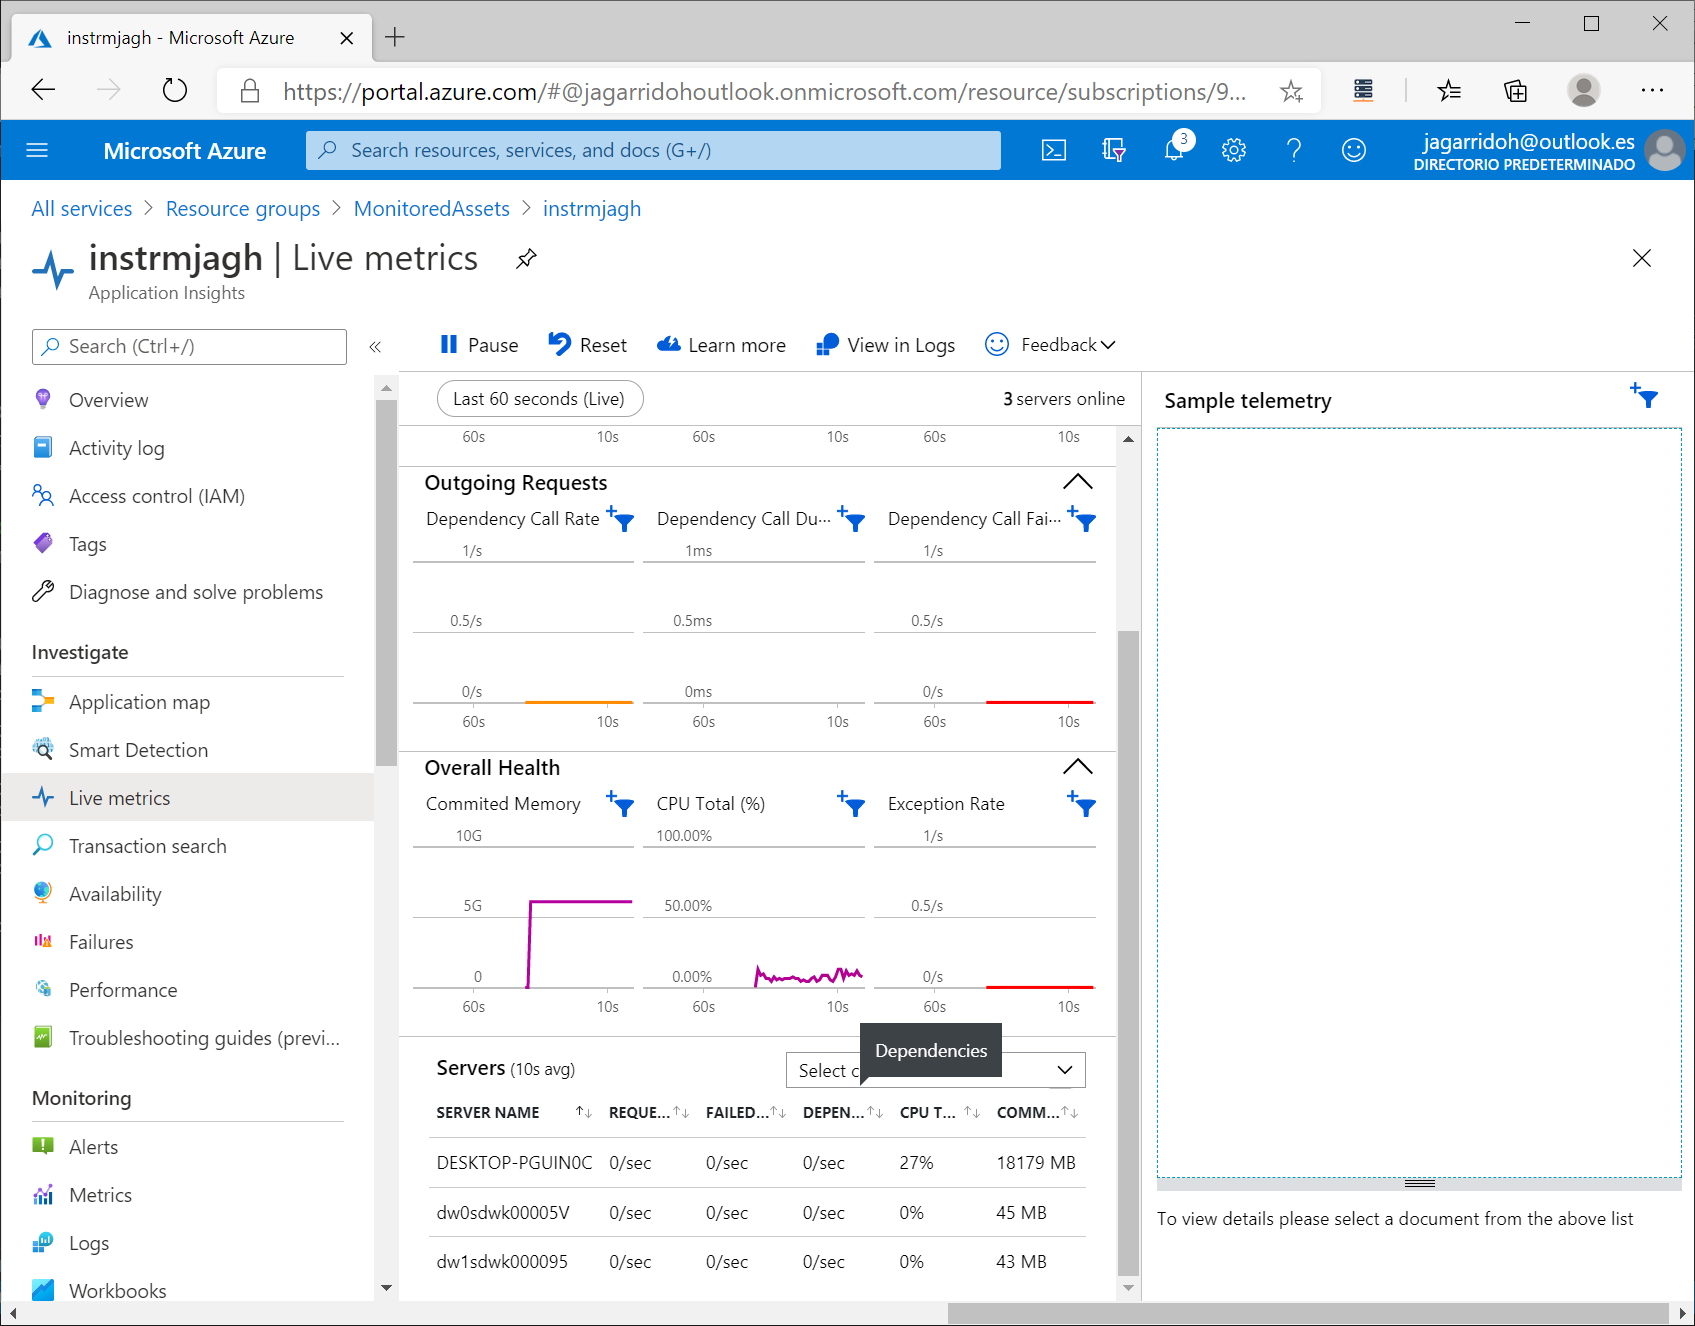 instrmjagh - Microsoft Azure
https://portal.azure.com/#@jagarridohoutlook.onmicrosoft.com/resource/subscriptions/9...
Microsoft Azure
Search resources, services, and docs (G+/)
3
jagarridoh@outlook.es
DIRECTORIO PREDETERMINADO
All services > Resource groups > MonitoredAssets > instrmjagh
instrmjagh | Live metrics
Application Insights
Search (Ctrl+/)
«
Overview
Activity log
Access control (IAM)
Tags
Diagnose and solve problems
Investigate
Application map
Smart Detection
Live metrics
Transaction search
Availability
Failures
Performance
Troubleshooting guides (previ...
Monitoring
Alerts
Metrics
Logs
Workbooks
Pause Reset Learn more View in Logs Feedback
Last 60 seconds (Live) 3 servers online
60s 10s 60s 10s 60s 10s
Outgoing Requests
Dependency Call Rate Dependency Call Du... Dependency Call Fai...
1/s 1ms 1/s
0.5/s 0.5ms 0.5/s
0/s 0ms 0/s
60s 10s 60s 10s 60s 10s
Overall Health
Commited Memory CPU Total (%) Exception Rate
10G 100.00% 1/s
5G 50.00% 0.5/s
0 0.00% 0/s
60s 10s 60s 10s 60s 10s
Dependencies
Servers (10s avg) Select c
SERVER NAME REQUE... FAILED... DEPEN... CPU T... COMM...
DESKTOP-PGUIN0C 0/sec 0/sec 0/sec 27% 18179 MB
dw0sdwk00005V 0/sec 0/sec 0/sec 0% 45 MB
dw1sdwk000095 0/sec 0/sec 0/sec 0% 43 MB
Sample telemetry
To view details please select a document from the above list